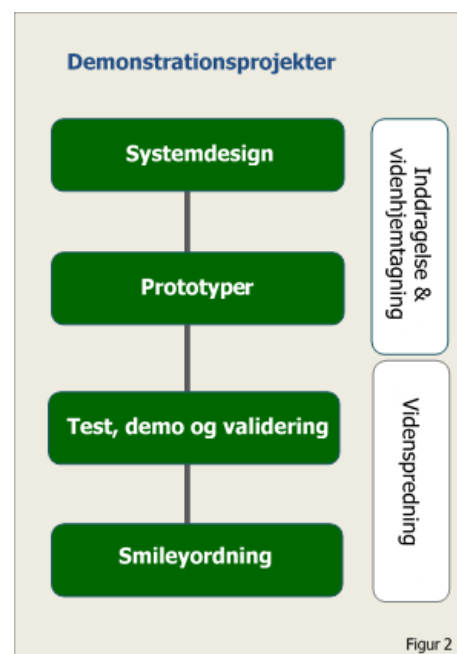 Demonstrationsprojekter
Systemdesign
Prototyper
Test, demo og validering
Smileyordning
Inddragelse &
videnhjemtagning
Videnspredning
Figur 2